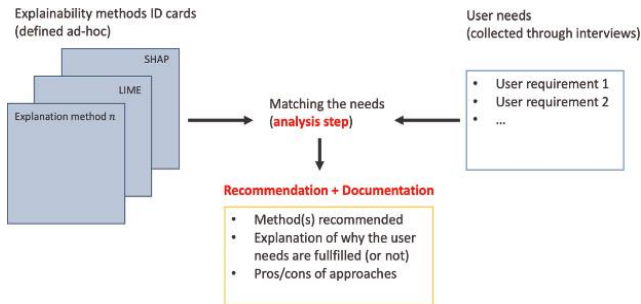 Explainability methods ID cards
(defined ad-hoc)
SHAP
LIME
Explanation method n
User needs
(collected through interviews)
• User requirement 1
• User requirement 2
• ...
Matching the needs
(analysis step)
Recommendation + Documentation
• Method(s) recommended
• Explanation of why the user
needs are fullfilled (or not)
• Pros/cons of approaches